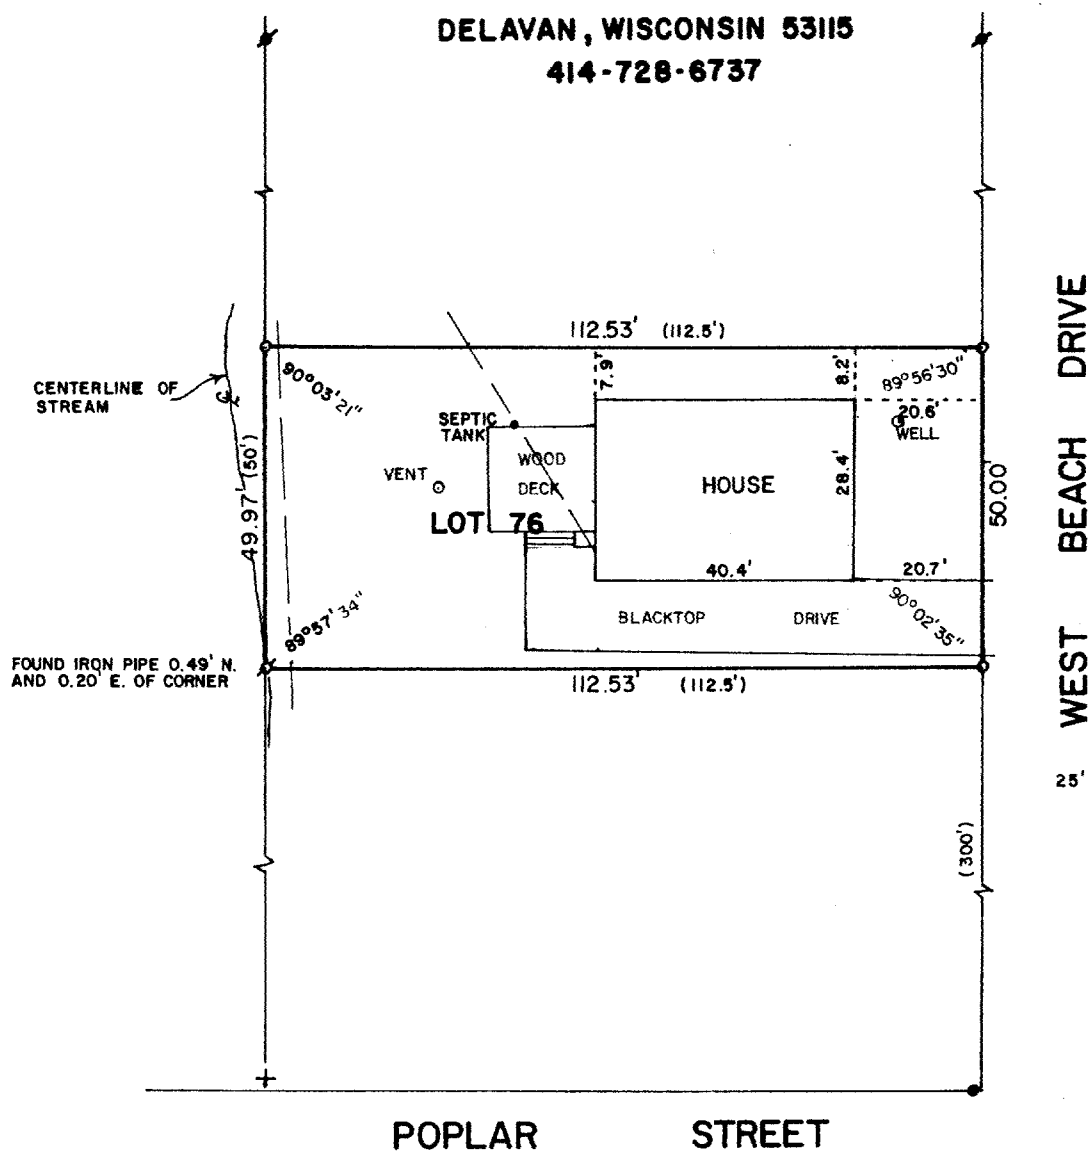 DELAVAN, WISCONSIN 53115
414-728-6737
112.53' (112.5')
90°03'21"
7.9'
8.2'
89°56'30"
CENTERLINE OF
STREAM
SEPTIC
TANK
20.6'
WELL
WOOD
DECK
VENT
HOUSE
28.4'
49.97' (50')
50.00
LOT 76
40.4'
20.7'
89°57'34"
BLACKTOP DRIVE
90°02'35"
FOUND IRON PIPE 0.49' N.
AND 0.20' E. OF CORNER
112.53' (112.5')
25' WEST BEACH DRIVE
(300')
POPLAR STREET